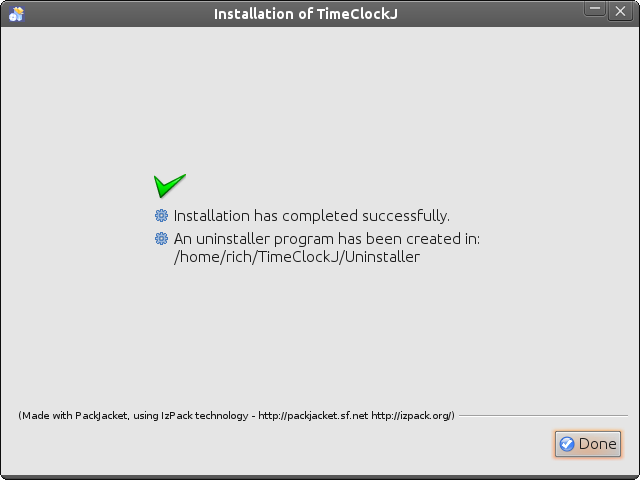 Installation of TimeClockJ
Installation has completed successfully.
An uninstaller program has been created in:
/home/rich/TimeClockJ/Uninstaller
(Made with PackJacket, using IzPack technology - http://packjacket.sf.net http://izpack.org/)
Done